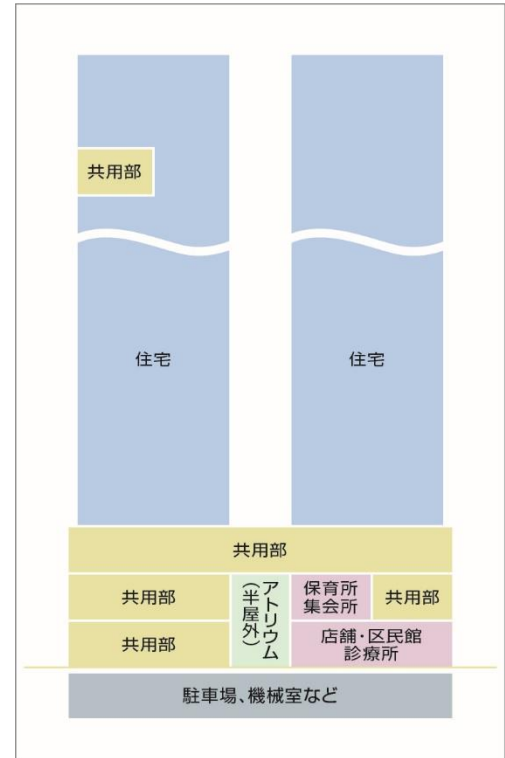 共用部
住宅
住宅
共用部
共用部
アトリウム
(半屋外)
保育所
集会所
共用部
共用部
店舗・区民館
診療所
駐車場、機械室など